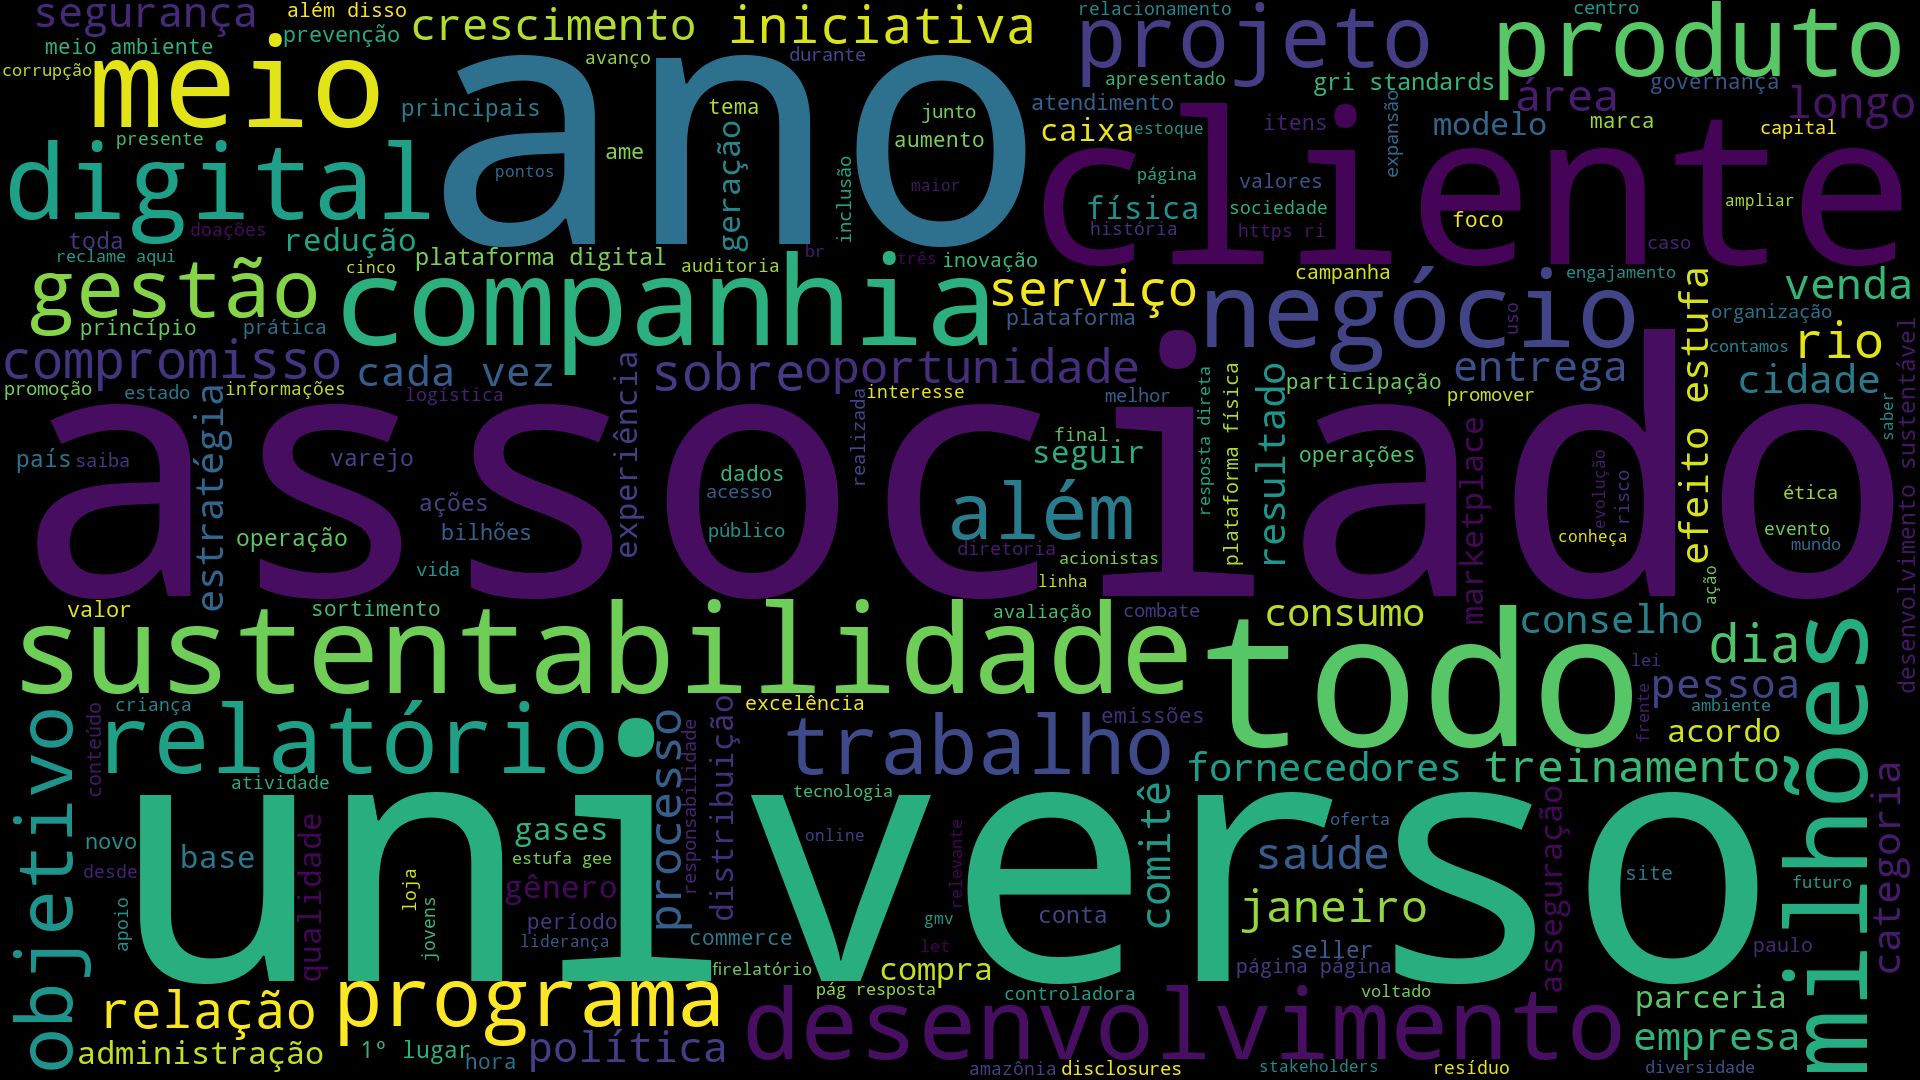 segurança
além disso
crescimento
iniciativa
relacionamento
projeto
centro
produto
meio ambiente
prevenção
avanço
durante
corrupção
meio
ano
principais
tema
junto
apresentado
atendimento
gri standards
governança
área
longo
presente
ame
geração
aumento
caixa
estoque
itens
expansão
modelo
marca
capital
digital
pontos
inclusão
maior
cliente
página
valores
física
sociedade
história
https ri
foco
ampliar
caso
toda
doações
redução
reclame aqui
plataforma digital
cinco
auditoria
br
três
inovação
gestão
companhia
serviço
campanha
negócio
engajamento
venda
princípio
prática
plataforma
uso
organização
rio
contamos
compromisso
cada vez
sobre
oportunidade
entrega
cidade
promoção
estado
informações
logística
experiência
realizada
interesse
melhor
resposta direta
plataforma física
resultado
participação
promover
efeito estufa
saber
desenvolvimento sustentável
estratégia
associado
país
saiba
varejo
dados
acesso
final
seguir
operações
marketplace
evolução
risco
ética
ações
bilhões
operação
público
além
diretoria
acionistas
conheça
evento
mundo
vida
linha
ação
valor
sortimento
sustentabilidade
avaliação
combate
consumo
todo
conselho
dia
milhões
lei
pessoa
objetivo
criança
conteúdo
relatório
processo
responsabilidade
distribuição
excelência
trabalho
emissões
frente
ambiente
acordo
atividade
tecnologia
fornecedores
treinamento
categoria
universo
novo
base
desde
qualidade
gases
estufa gee
gênero
loja
jovens
período
liderança
apoio
online
relevante
comitê
conta
gmv
let
oferta
saúde
janeiro
asseguração
site
futuro
commerce
firelatório
compra
seller
página página
paulo
pág resposta
controladora
voltado
relação
programa
desenvolvimento
parceria
administração
1º lugar
hora
política
empresa
amazônia
disclosures
stakeholders
resíduo
diversidade